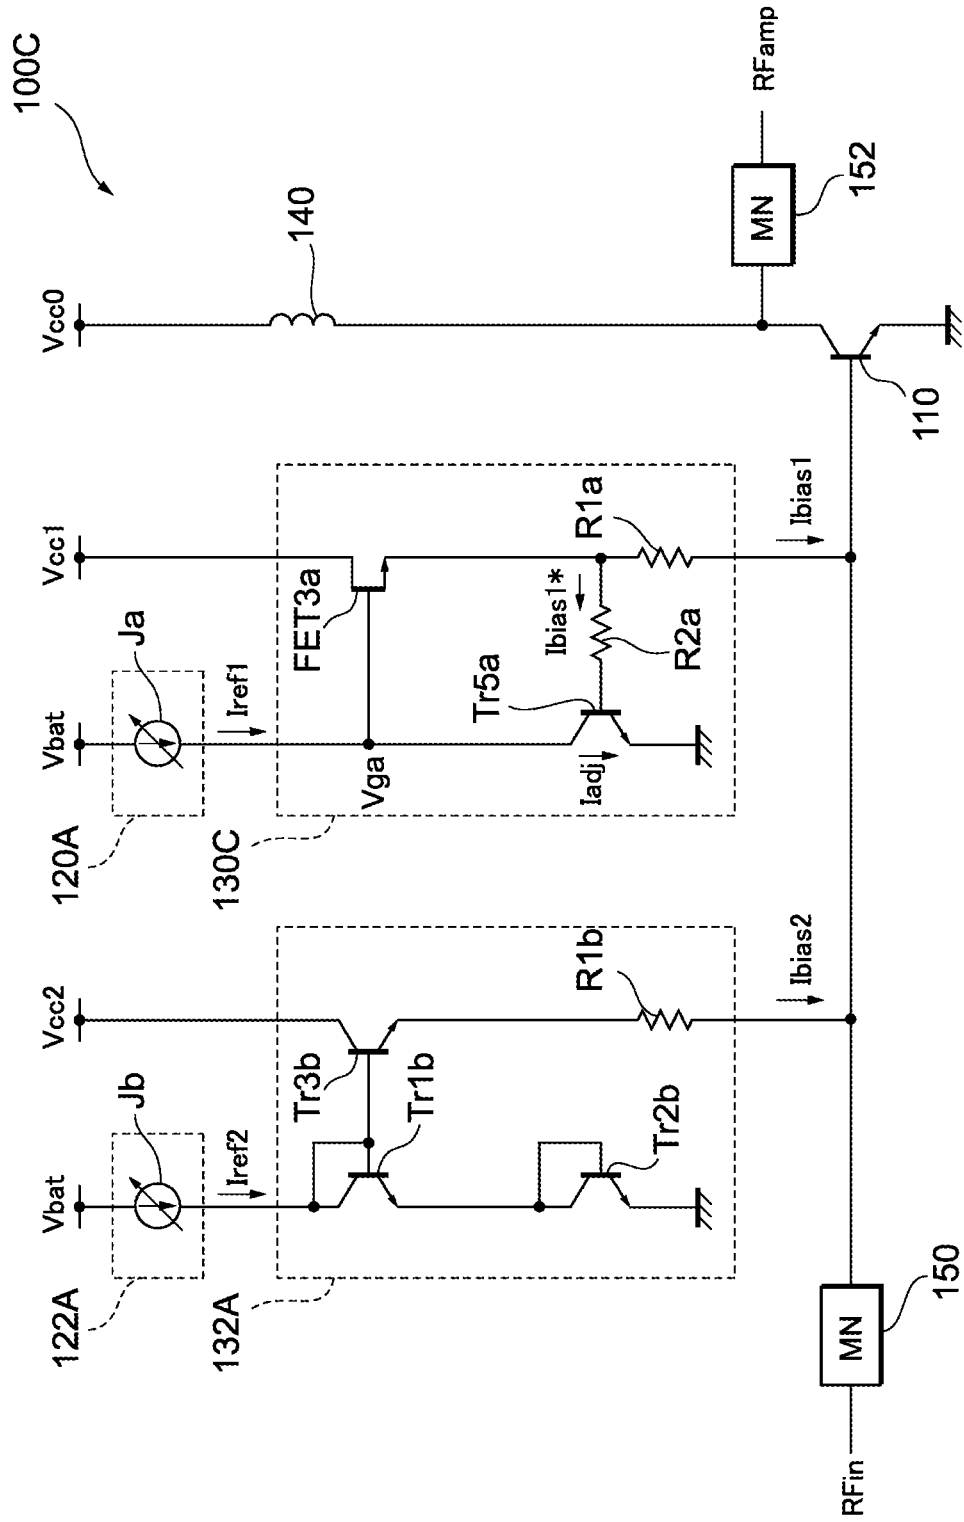 100C
Vbat
Vcc2
Vbat
Vcc1
Vcc0
122A
Jb
120A
Ja
140
Iref2
Iref1
132A
Tr3b
Tr1b
130C
FET3a
Vga
Tr2b
R1b
Tr5a
Iadj
Ibias1*
R2a
R1a
Ibias2
Ibias1
MN
152
RFamp
110
RFin
MN
150